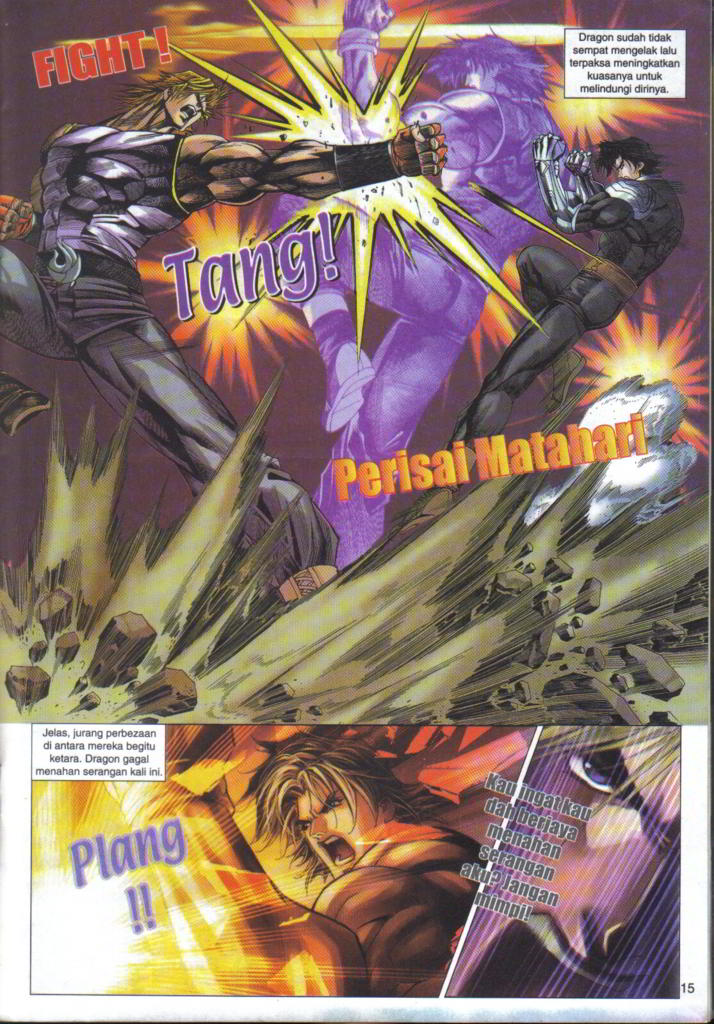 FIGHT !
Dragon sudah tidak
sempat mengelak lalu
terpaksa meningkatkan
kuasanya untuk
melindungi dirinya.
Tang!
Perisai Matahari
Jelas, jurang perbezaan
di antara mereka begitu
ketara. Dragon gagal
menahan serangan kali ini.
Plang
!!
Kau ingat kau
dah berjaya
menahan
serangan
aku? Jangan
mimpi!
15